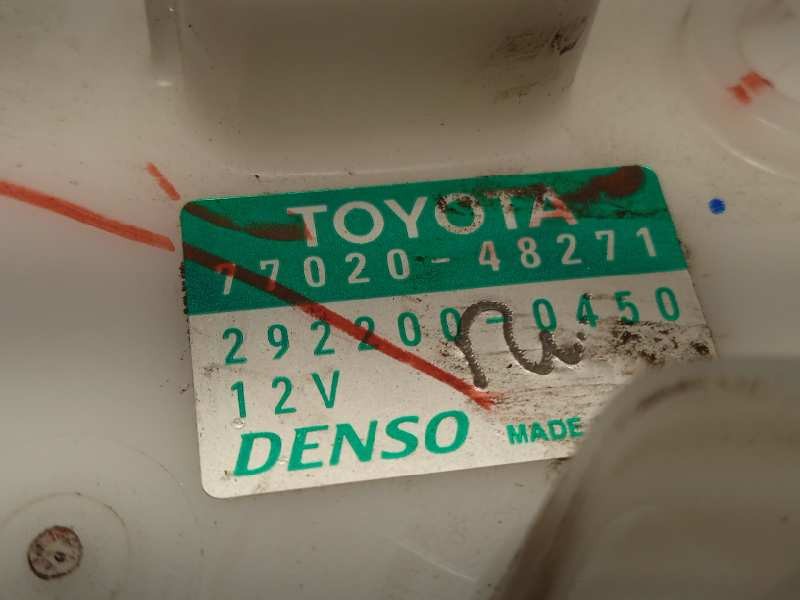 TOYOTA
77020-48271
292200-0450
12V
DENSO MADE